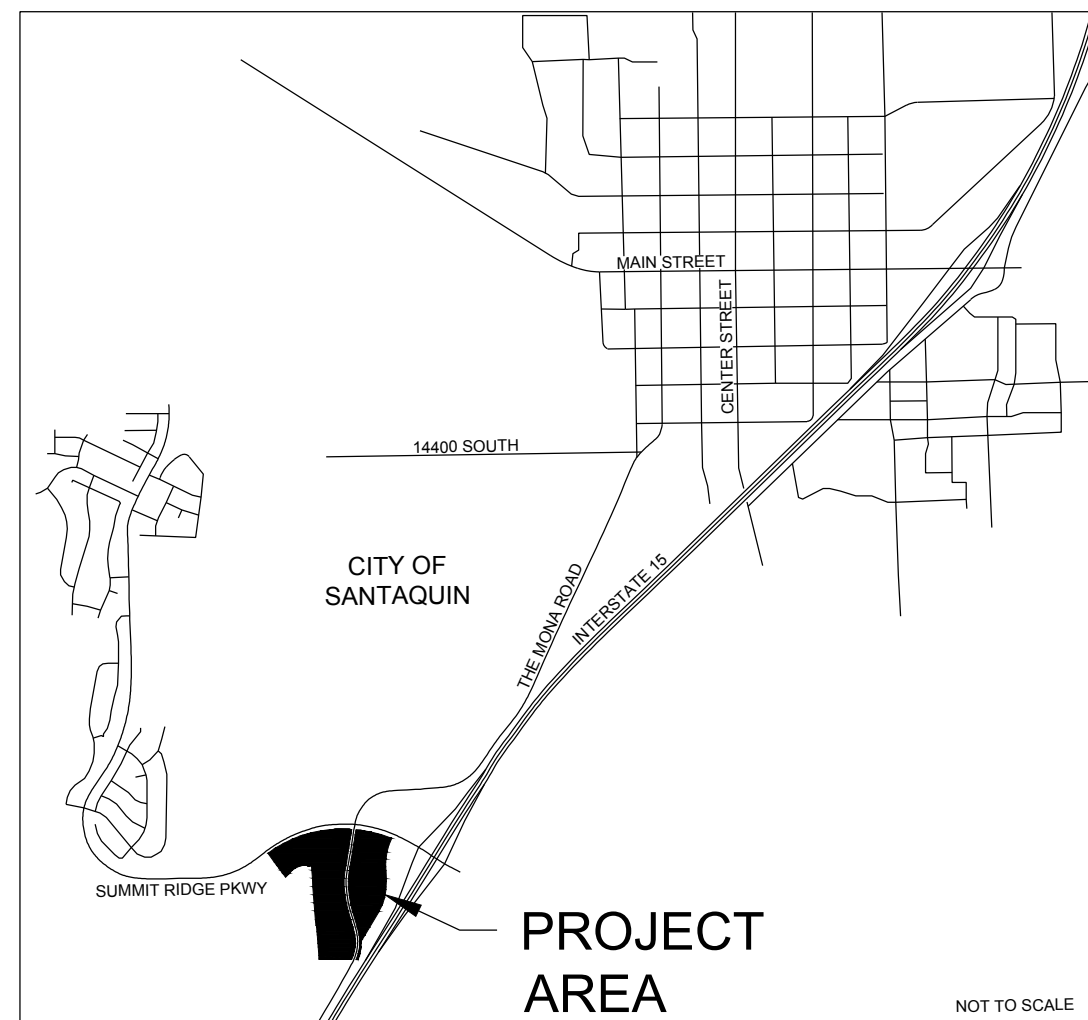 MAIN STREET
CENTER STREET
14400 SOUTH
CITY OF
SANTAQUIN
THE MONA ROAD
INTERSTATE 15
SUMMIT RIDGE PKWY
PROJECT
AREA
NOT TO SCALE